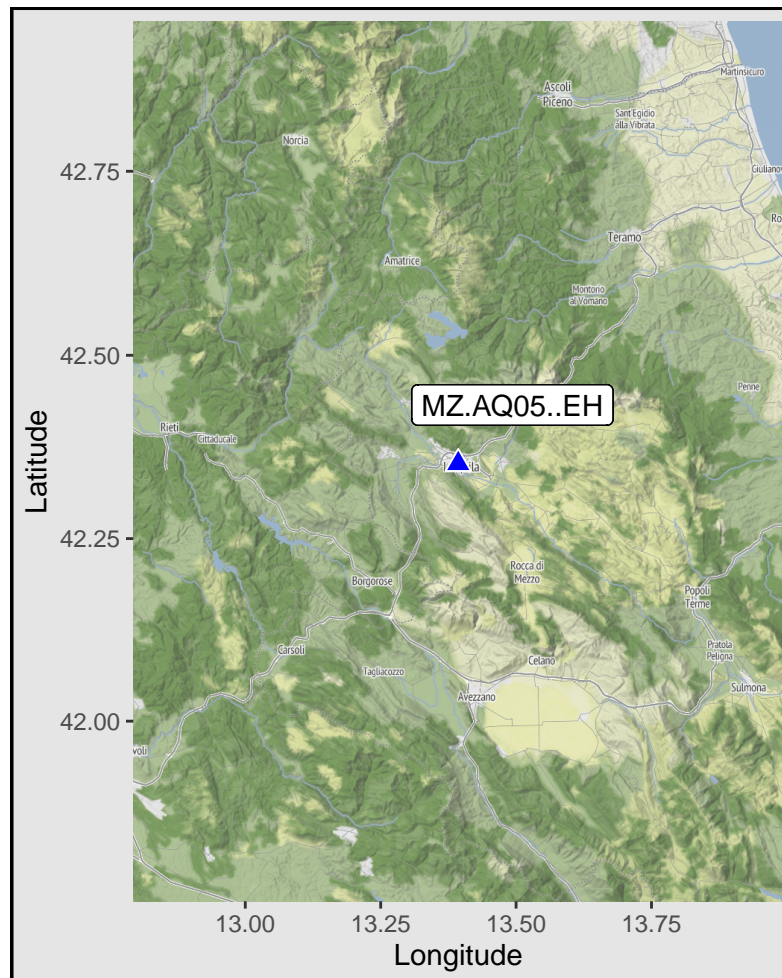 Martinsicuro
Ascoli
Piceno
Sant'Egidio
alla Vibrata
Norcia
42.75
Teramo
Amatrice
Montorio
al Vomano
42.50
Penne
MZ.AQ05..EH
Rieti
Cittaducale
Latitude
42.25
Rocca di
Mezzo
Borgorose
Popoli
Terme
Carsoli
Pratola
Peligna
Celano
Tagliacozzo
Sulmona
Avezzano
42.00
13.00
13.25
13.50
13.75
Longitude